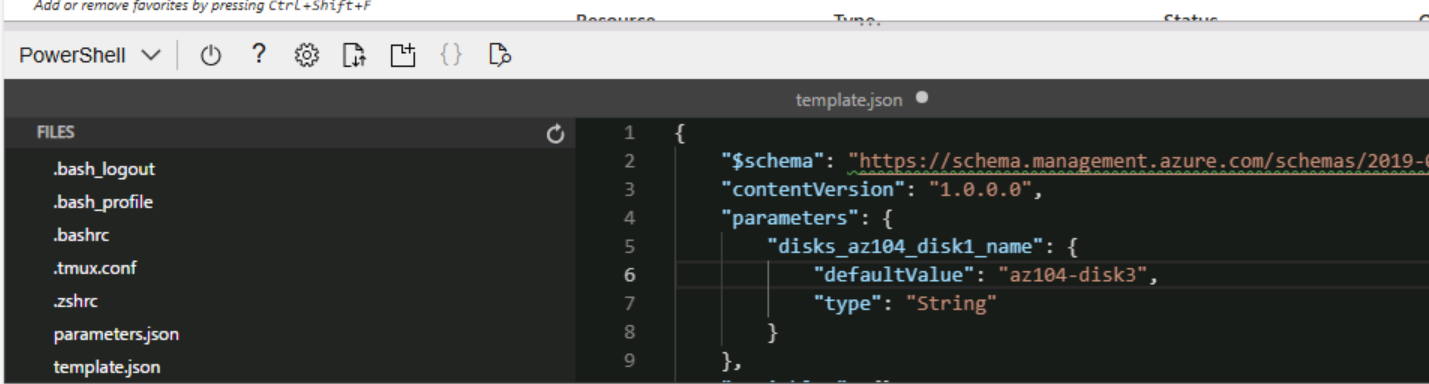 Add or remove favorites by pressing Ctrl+Shift+F
Resource Type Status
PowerShell ?
template.json
FILES
.bash_logout
.bash_profile
.bashrc
.tmux.conf
.zshrc
parameters.json
template.json
1 {
2 "$schema": "https://schema.management.azure.com/schemas/2019-
3 "contentVersion": "1.0.0.0",
4 "parameters": {
5 "disks_az104_disk1_name": {
6 "defaultValue": "az104-disk3",
7 "type": "String"
8 }
9 },